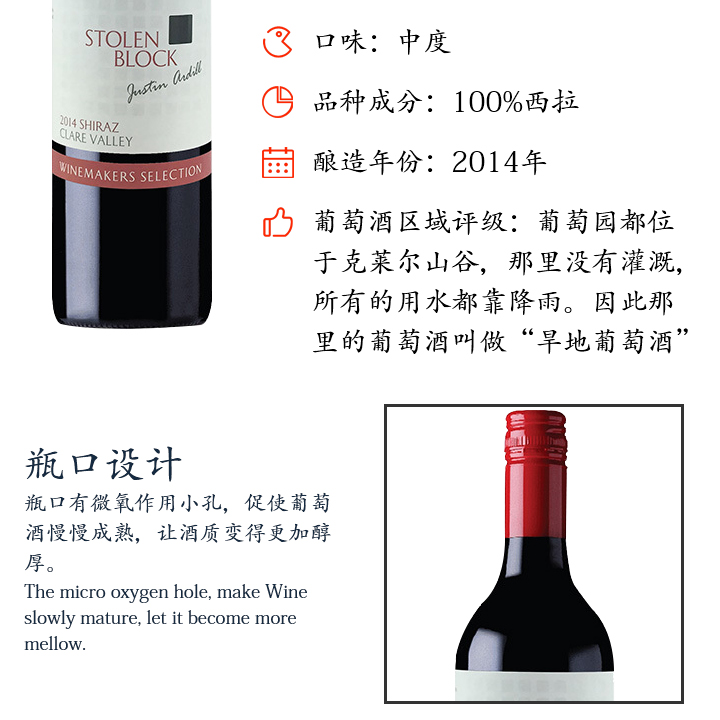 STOLEN
BLOCK
Justin Ardill
2014 SHIRAZ
CLARE VALLEY
WINEMAKERS SELECTION
口味：中度
品种成分：100%西拉
酿造年份：2014年
葡萄酒区域评级：葡萄园都位
于克莱尔山谷，那里没有灌溉，
所有的用水都靠降雨。因此那
里的葡萄酒叫做“旱地葡萄酒”
瓶口设计
瓶口有微氧作用小孔，促使葡萄
酒慢慢成熟，让酒质变得更加醇
厚。
The micro oxygen hole, make Wine
slowly mature, let it become more
mellow.